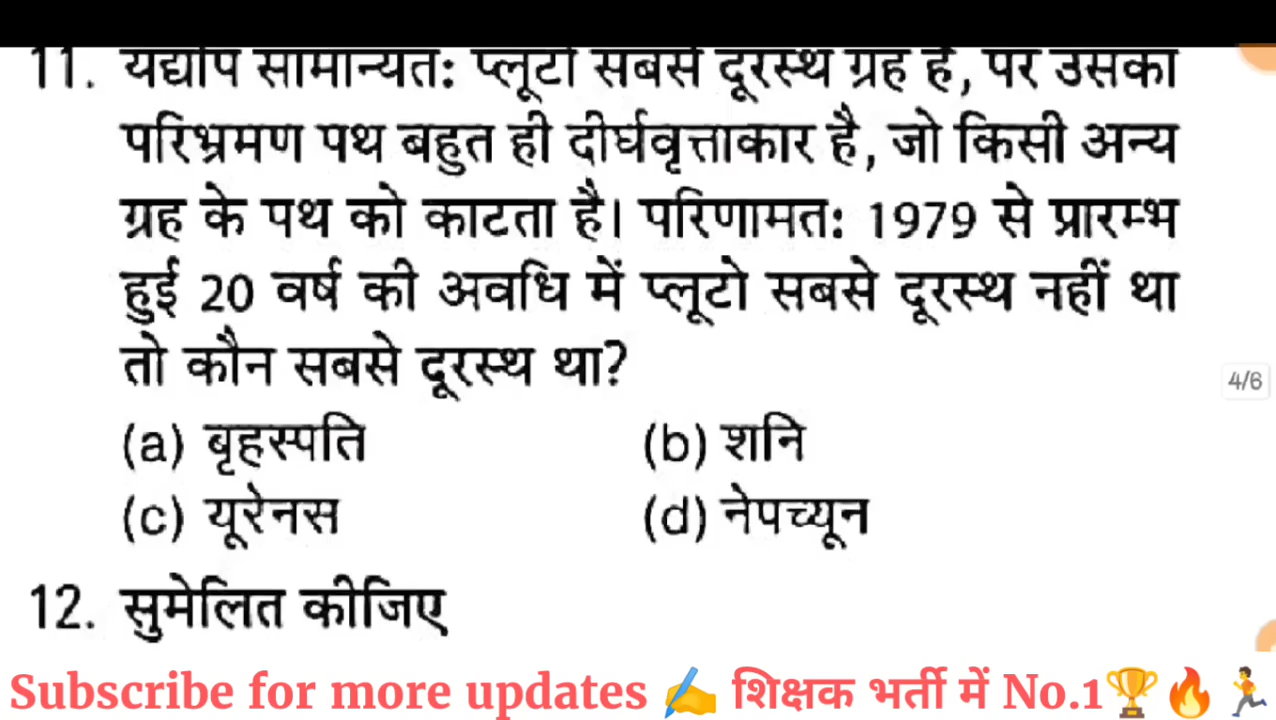 11. यद्यपि सामान्यत: प्लूटो सबसे दूरस्थ ग्रह है, पर उसका
परिभ्रमण पथ बहुत ही दीर्घवृत्ताकार है, जो किसी अन्य
ग्रह के पथ को काटता है। परिणामत: 1979 से प्रारम्भ
हुई 20 वर्ष की अवधि में प्लूटो सबसे दूरस्थ नहीं था
तो कौन सबसे दूरस्थ था?
4/6
(a) बृहस्पति (b) शनि
(c) यूरेनस (d) नेपच्यून
12. सुमेलित कीजिए
Subscribe for more updates ✍️ शिक्षक भर्ती में No.1🏆🔥🏃